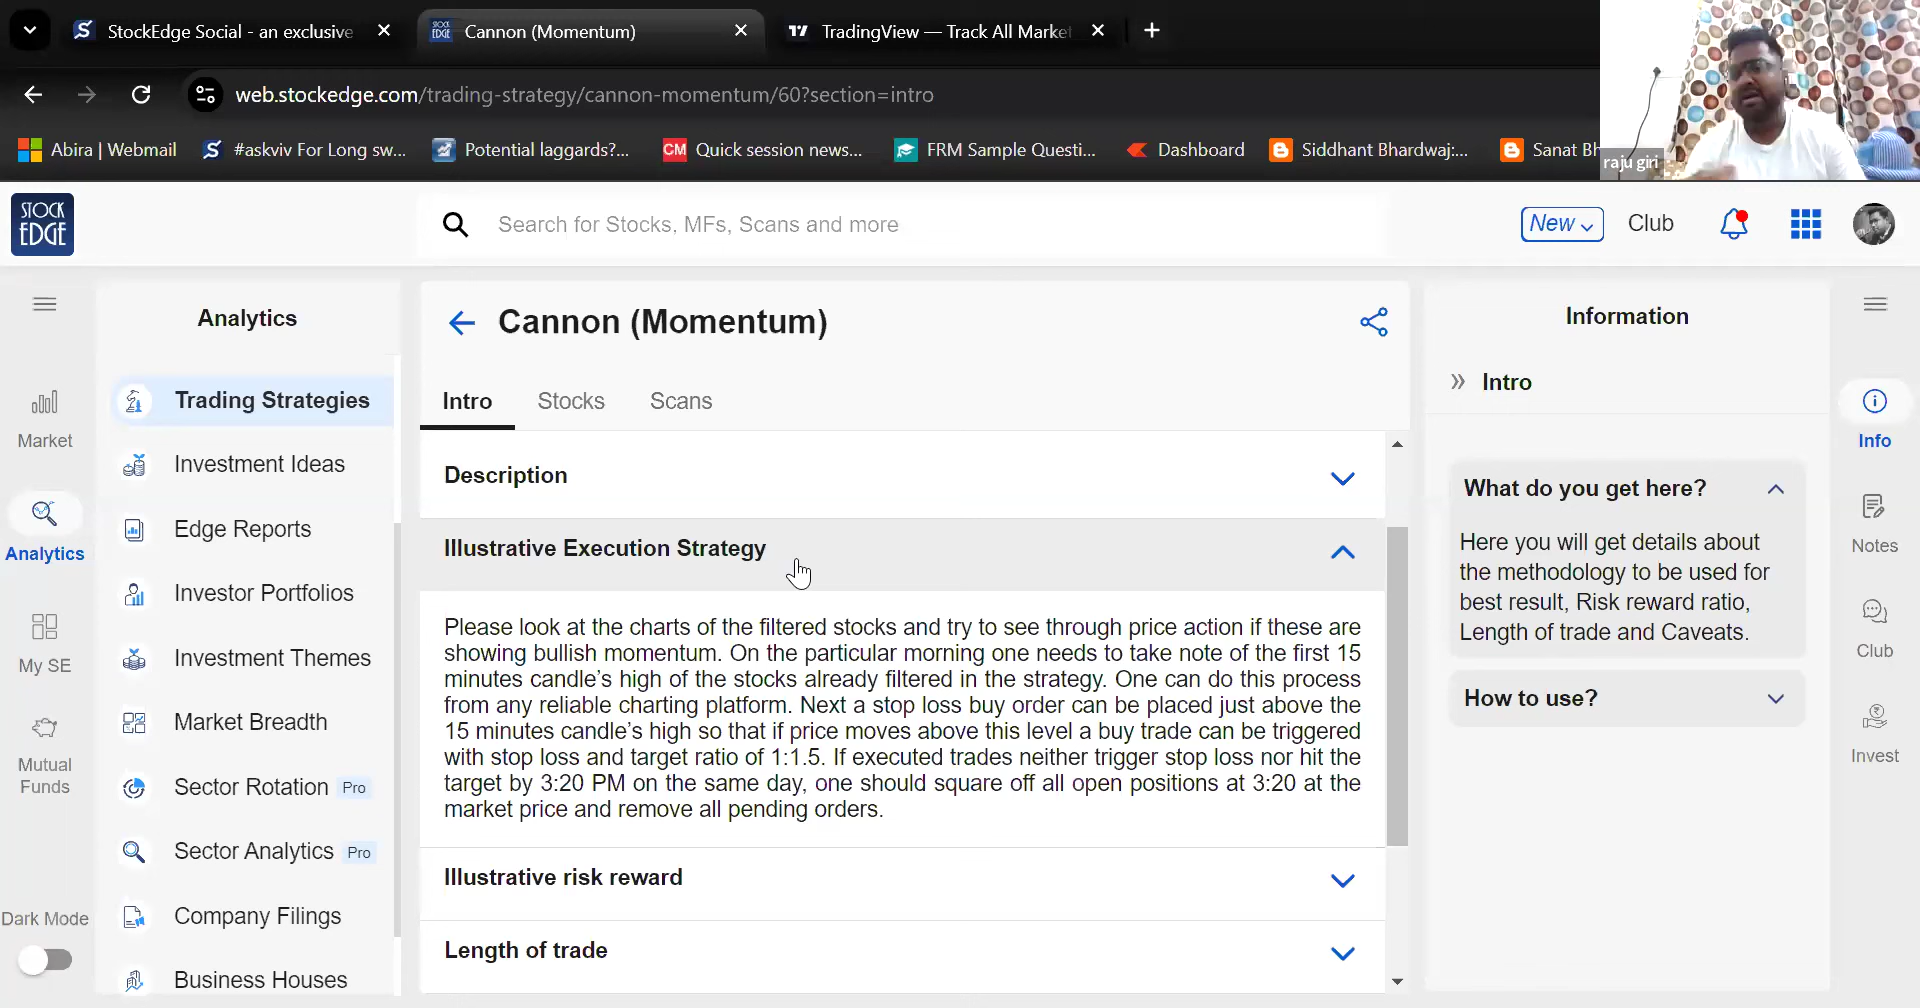 StockEdge Social - an exclusive
Cannon (Momentum)
TradingView — Track All Market
web.stockedge.com/trading-strategy/cannon-momentum/60?section=intro
Abira | Webmail
#askviv For Long sw...
Potential laggards?...
CM Quick session news...
FRM Sample Questi...
Dashboard
Siddhant Bhardwaj:...
Sanat Bh
raju giri
STOCK
EDGE
Search for Stocks, MFs, Scans and more
New
Club
Market
Analytics
My SE
Mutual
Funds
Dark Mode
Analytics
Trading Strategies
Investment Ideas
Edge Reports
Investor Portfolios
Investment Themes
Market Breadth
Sector Rotation Pro
Sector Analytics Pro
Company Filings
Business Houses
Cannon (Momentum)
Intro
Stocks
Scans
Description
Illustrative Execution Strategy
Please look at the charts of the filtered stocks and try to see through price action if these are
showing bullish momentum. On the particular morning one needs to take note of the first 15
minutes candle's high of the stocks already filtered in the strategy. One can do this process
from any reliable charting platform. Next a stop loss buy order can be placed just above the
15 minutes candle's high so that if price moves above this level a buy trade can be triggered
with stop loss and target ratio of 1:1.5. If executed trades neither trigger stop loss nor hit the
target by 3:20 PM on the same day, one should square off all open positions at 3:20 at the
market price and remove all pending orders.
Illustrative risk reward
Length of trade
Information
Intro
What do you get here?
Here you will get details about
the methodology to be used for
best result, Risk reward ratio,
Length of trade and Caveats.
How to use?
Info
Notes
Club
Invest